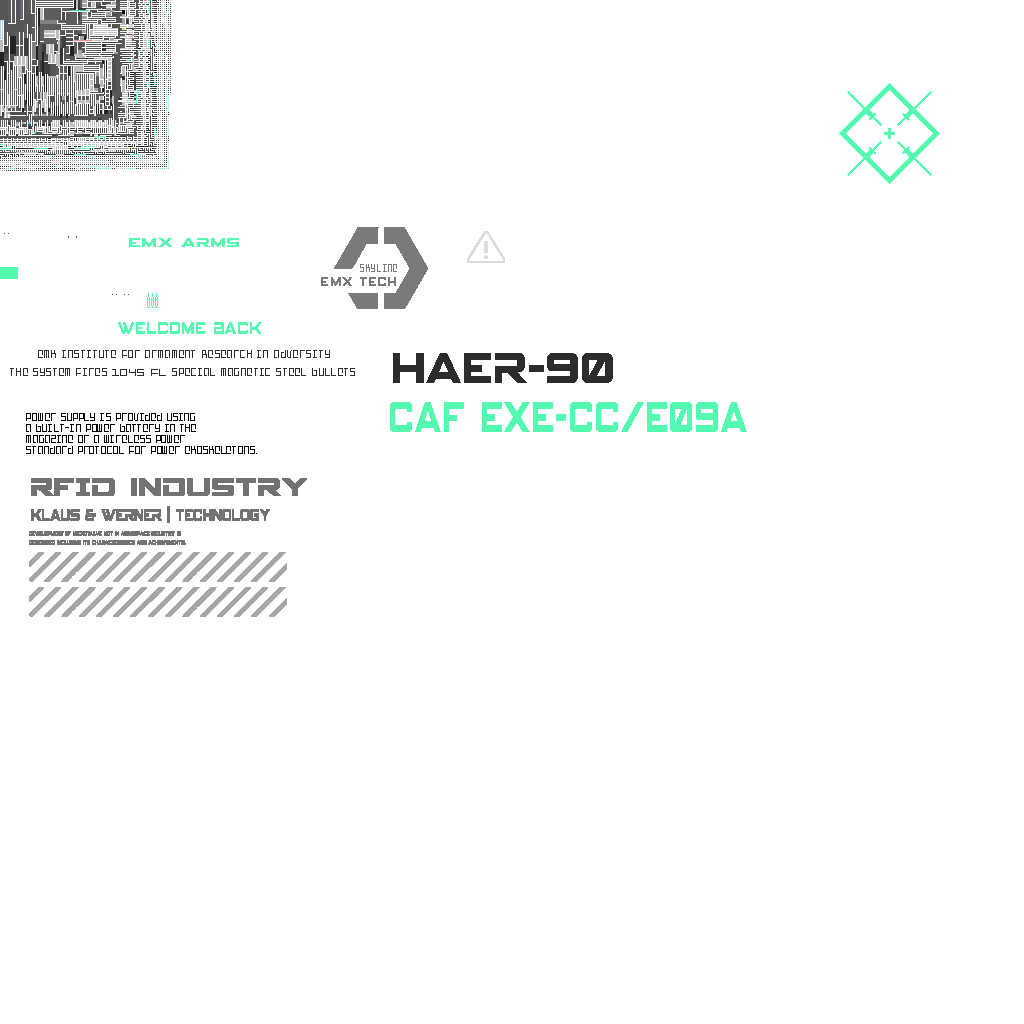 EMX ARMS
SKYLINE
EMX TECH
WELCOME BACK
EMX INSTITUTE FOR ARMAMENT RESEARCH IN ADVERSITY
THE SYSTEM FIRES 1045 FL SPECIAL MAGNETIC STEEL BULLETS
HAER-90
CAF EXE-CC/E09A
POWER SUPPLY IS PROVIDED USING
A BUILT-IN POWER BATTERY IN THE
MAGAZINE OR A WIRELESS POWER
STANDARD PROTOCOL FOR POWER EXOSKELETONS.
RFID INDUSTRY
KLAUS & WERNER | TECHNOLOGY